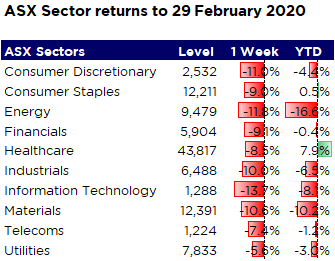 ASX Sector returns to 29 February 2020
ASX Sectors Level 1 Week YTD
Consumer Discretionary 2,532 -11.0% -4.4%
Consumer Staples 12,211 -9.0% 0.5%
Energy 9,479 -11.8% -16.6%
Financials 5,904 -9.1% -0.4%
Healthcare 43,817 -8.5% 7.9%
Industrials 6,488 -10.0% -6.5%
Information Technology 1,288 -13.7% -8.1%
Materials 12,391 -10.6% -10.2%
Telecoms 1,224 -7.4% -1.2%
Utilities 7,833 -5.6% -3.0%